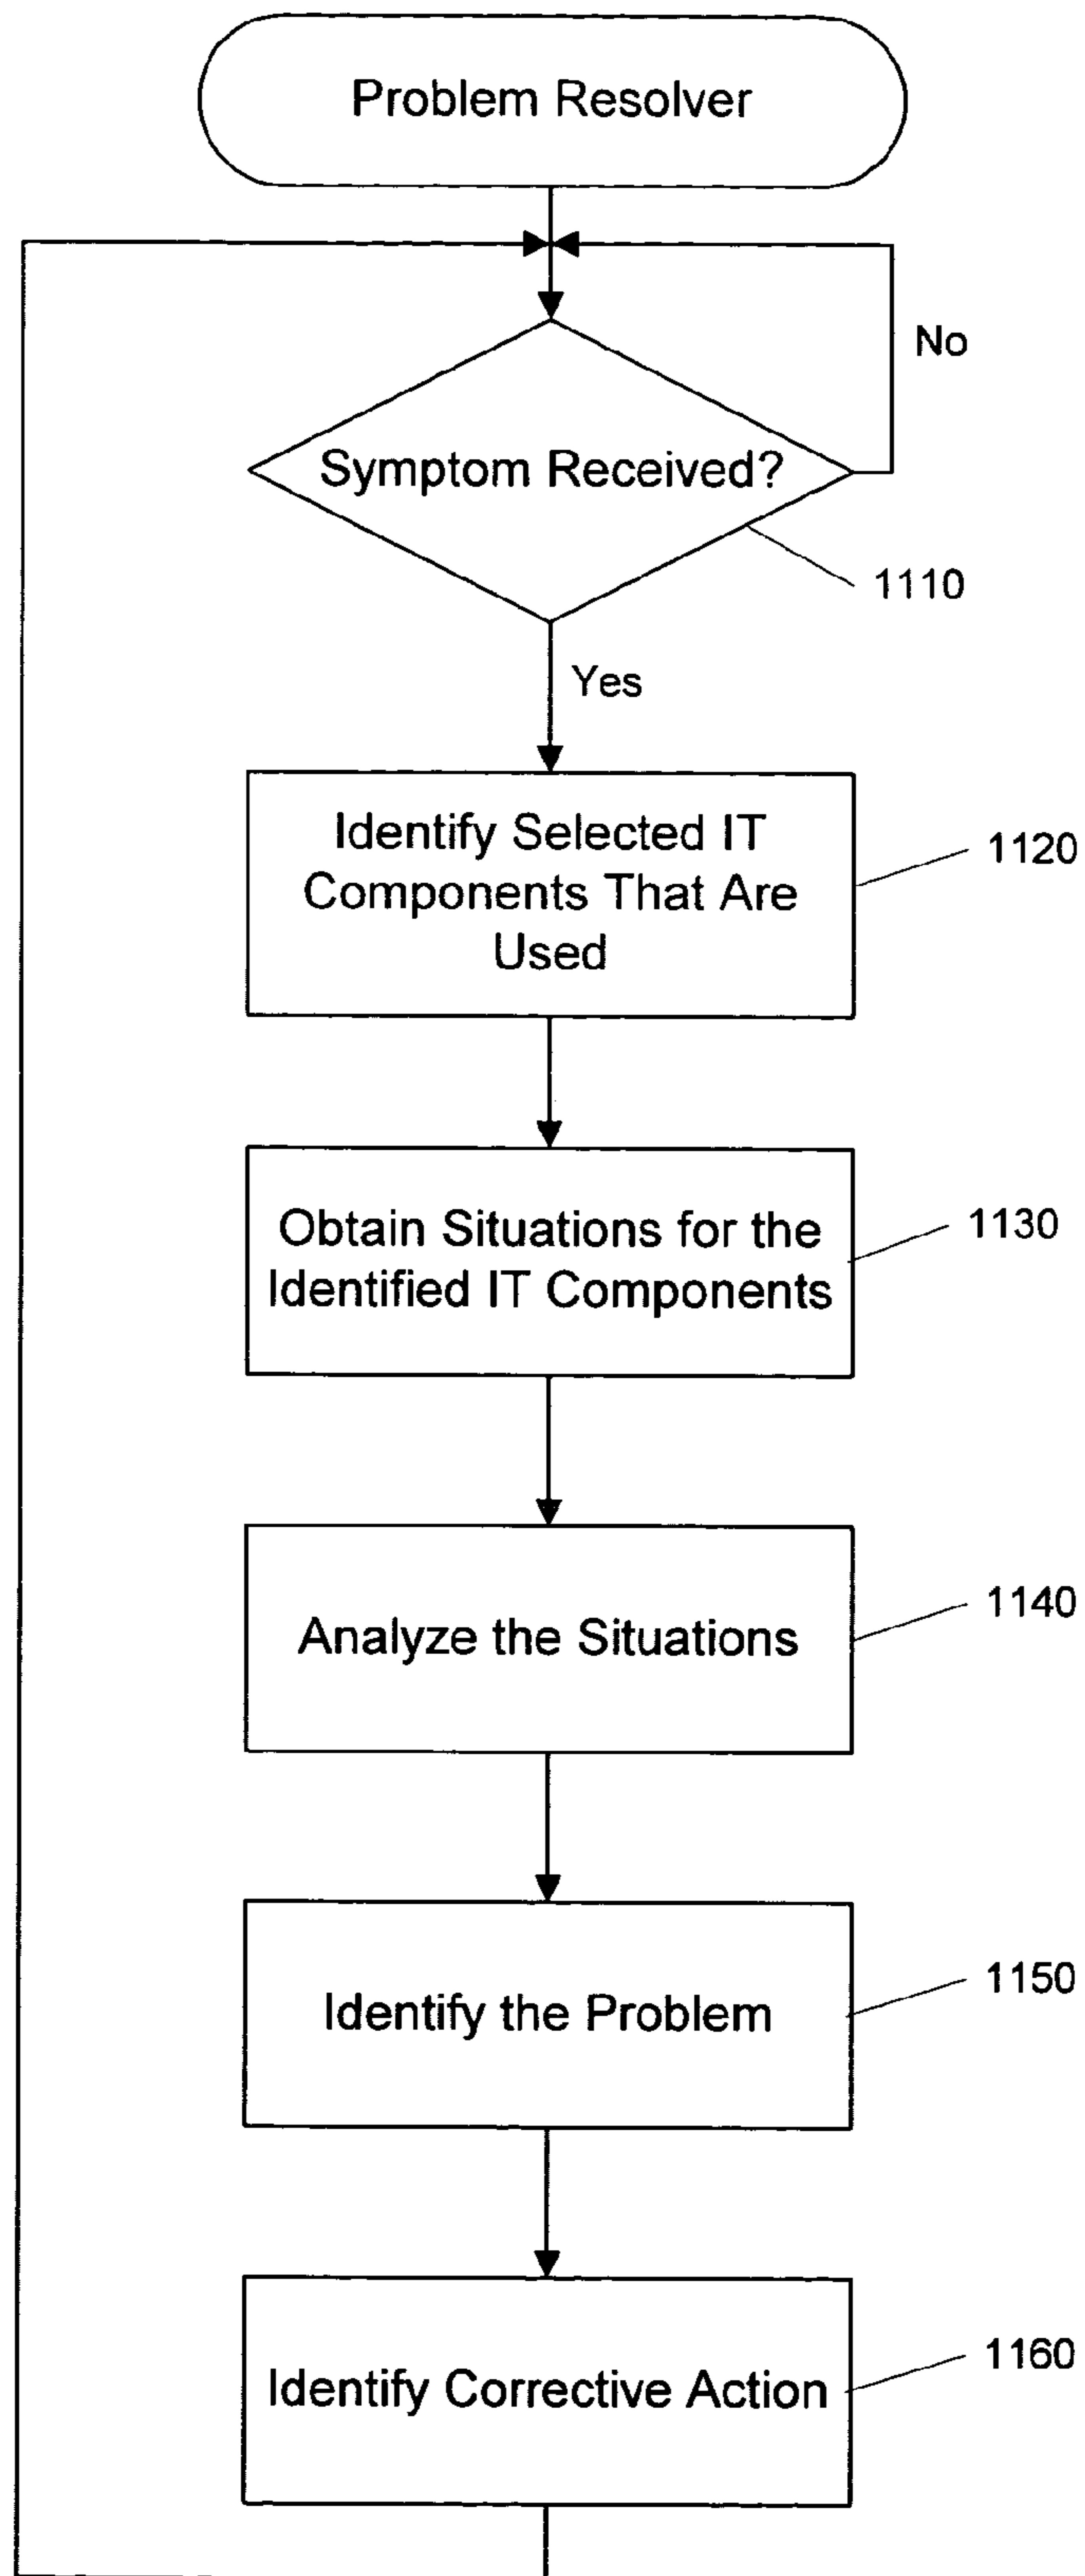 Problem Resolver
No
Symptom Received?
1110
Yes
Identify Selected IT
Components That Are
Used
1120
Obtain Situations for the
Identified IT Components
1130
Analyze the Situations
1140
Identify the Problem
1150
Identify Corrective Action
1160